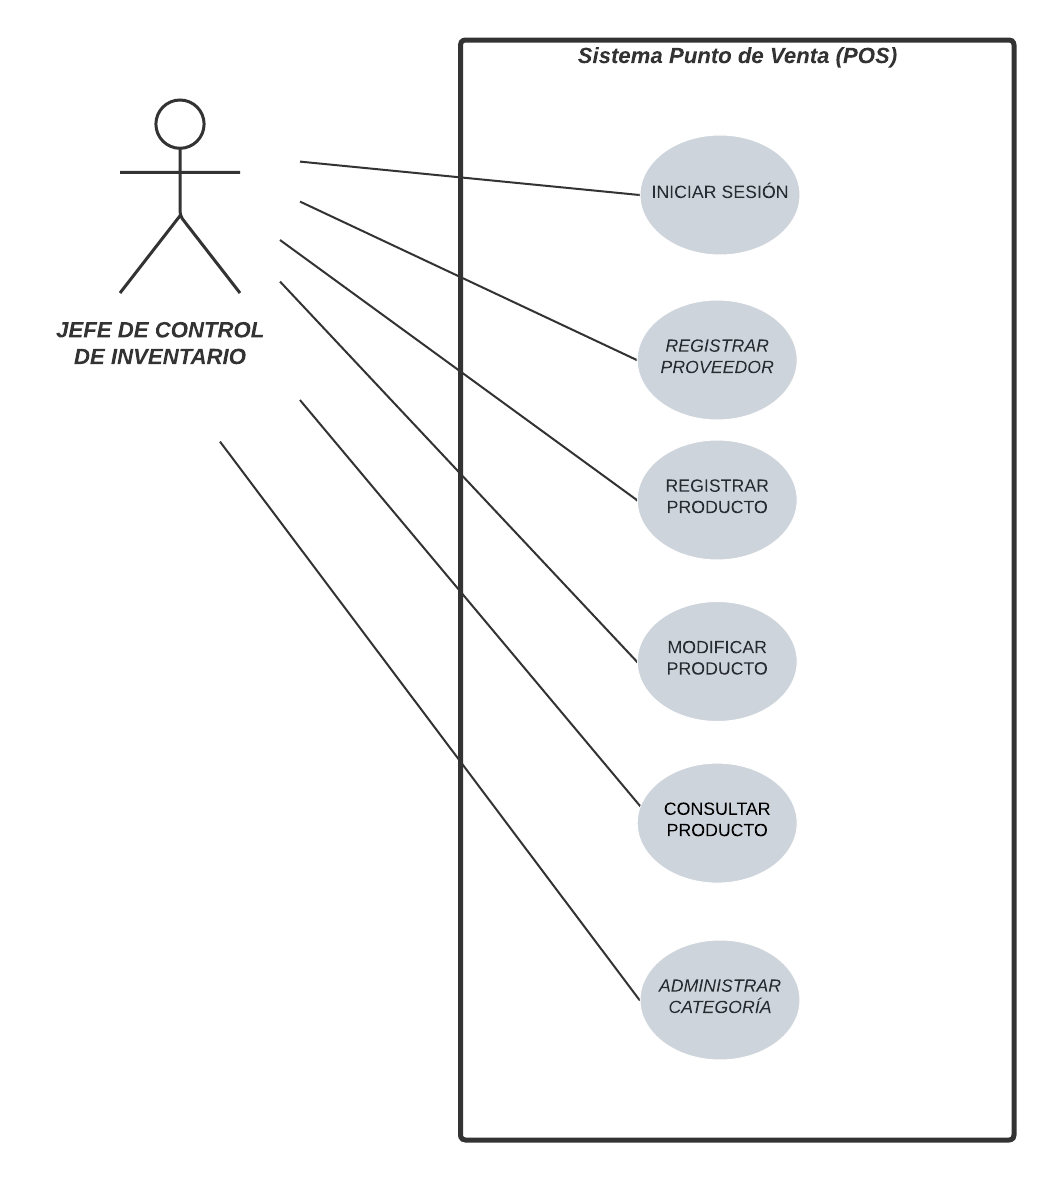 Sistema Punto de Venta (POS)
JEFE DE CONTROL
DE INVENTARIO
INICIAR SESIÓN
REGISTRAR
PROVEEDOR
REGISTRAR
PRODUCTO
MODIFICAR
PRODUCTO
CONSULTAR
PRODUCTO
ADMINISTRAR
CATEGORÍA